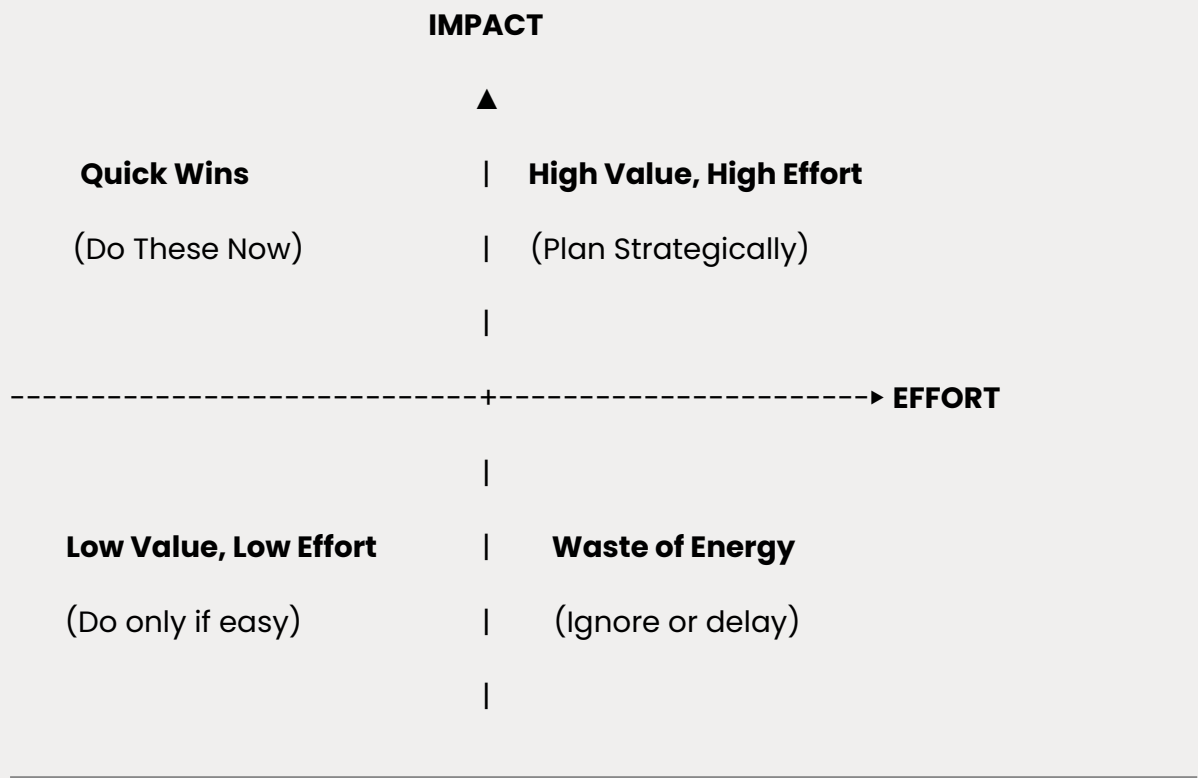 IMPACT
▲
Quick Wins | High Value, High Effort
(Do These Now) | (Plan Strategically)
|
-----------------------------+-----------------------▶ EFFORT
|
Low Value, Low Effort | Waste of Energy
(Do only if easy) | (Ignore or delay)
|